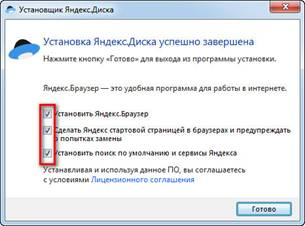 Установщик Яндекс.Диска
Установка Яндекс.Диска успешно завершена
Нажмите кнопку «Готово» для выхода из программы установки.
Яндекс.Браузер — это удобная программа для работы в интернете.
Установить Яндекс.Браузер
Сделать Яндекс стартовой страницей в браузерах и предупреждать
о попытках замены
Установить поиск по умолчанию и сервисы Яндекса
Устанавливая и используя данное ПО, вы соглашаетесь
с условиями Лицензионного соглашения
Готово